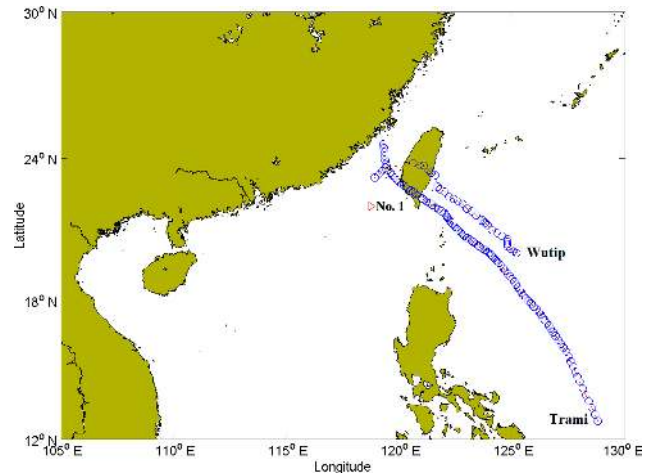 30° N
24° N
18° N
12° N
105° E
110° E
115° E
120° E
125° E
130° E
Latitude
Longitude
No. 1
Wutip
Trami